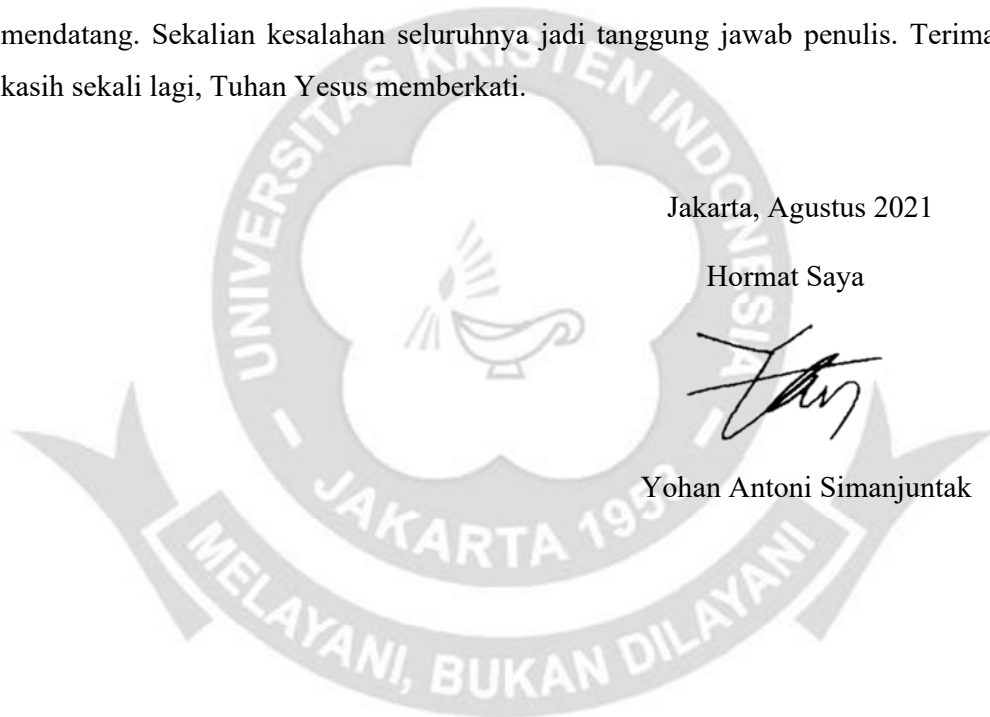 mendatang. Sekalian kesalahan seluruhnya jadi tanggung jawab penulis. Terima
kasih sekali lagi, Tuhan Yesus memberkati.
Jakarta, Agustus 2021
Hormat Saya
Yohan Antoni Simanjuntak
UNIVERSITAS KRISTEN INDONESIA
- JAKARTA 1953 -
MELAYANI, BUKAN DILAYANI